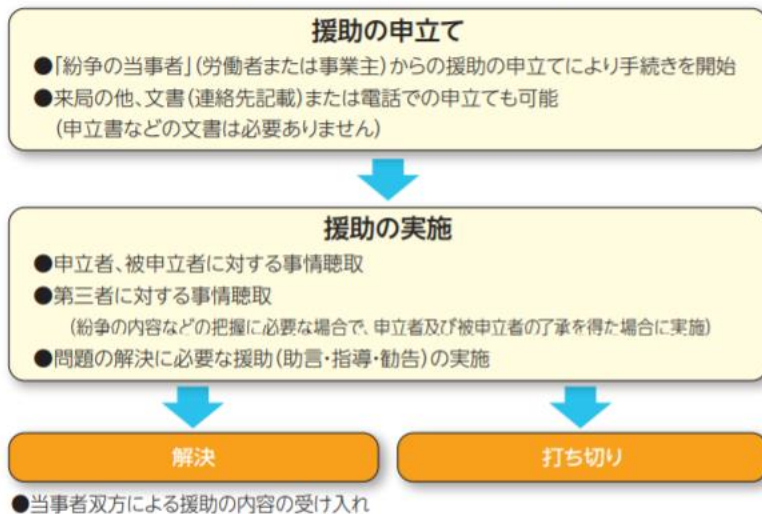 援助の申立て
●「紛争の当事者」(労働者または事業主)からの援助の申立てにより手続きを開始
●来局の他、文書(連絡先記載)または電話での申立ても可能
(申立書などの文書は必要ありません)
援助の実施
●申立者、被申立者に対する事情聴取
●第三者に対する事情聴取
(紛争の内容などの把握に必要な場合で、申立者及び被申立者の了承を得た場合に実施)
●問題の解決に必要な援助(助言・指導・勧告)の実施
解決
打ち切り
●当事者双方による援助の内容の受け入れ